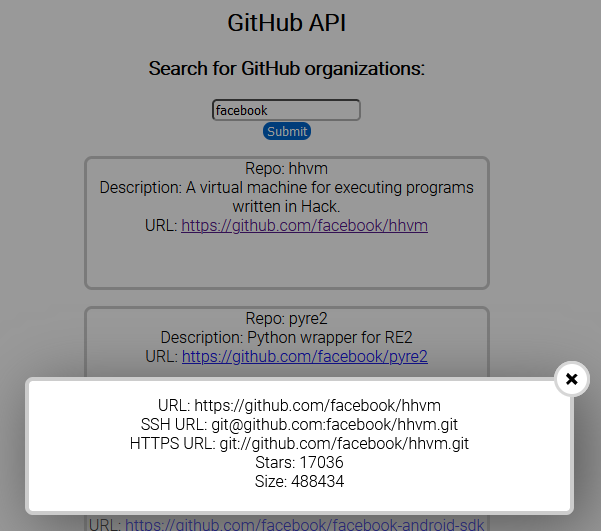 GitHub API
Search for GitHub organizations:
facebook
Submit
Repo: hhvm
Description: A virtual machine for executing programs
written in Hack.
URL: https://github.com/facebook/hhvm
Repo: pyre2
Description: Python wrapper for RE2
URL: https://github.com/facebook/pyre2
URL: https://github.com/facebook/hhvm
SSH URL: git@github.com:facebook/hhvm.git
HTTPS URL: git://github.com/facebook/hhvm.git
Stars: 17036
Size: 488434
URL: https://github.com/facebook/facebook-android-sdk